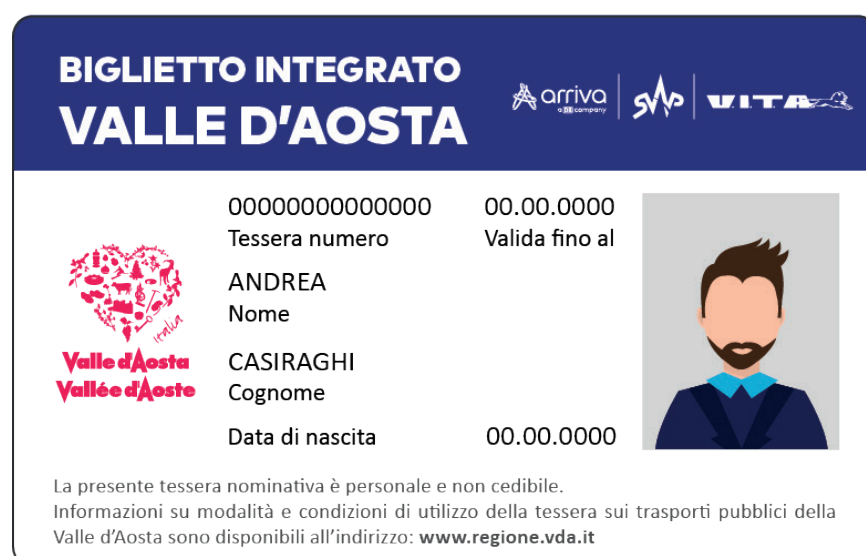 BIGLIETTO INTEGRATO
VALLE D'AOSTA
arriva
a DB company
SVAP
V.I.T.A
00000000000000 00.00.0000
Tessera numero Valida fino al
ANDREA
Nome
Italia
Valle d'Aosta
Vallée d'Aoste
CASIRAGHI
Cognome
Data di nascita 00.00.0000
La presente tessera nominativa è personale e non cedibile.
Informazioni su modalità e condizioni di utilizzo della tessera sui trasporti pubblici della
Valle d’Aosta sono disponibili all’indirizzo: www.regione.vda.it